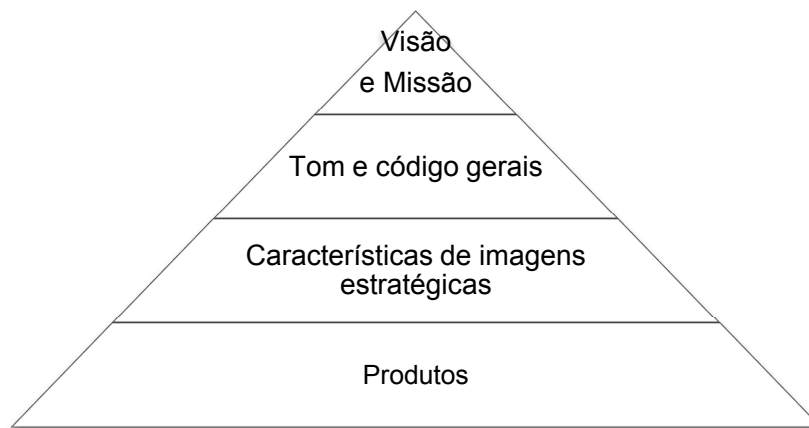 Visão
e Missão
Tom e código gerais
Características de imagens
estratégicas
Produtos